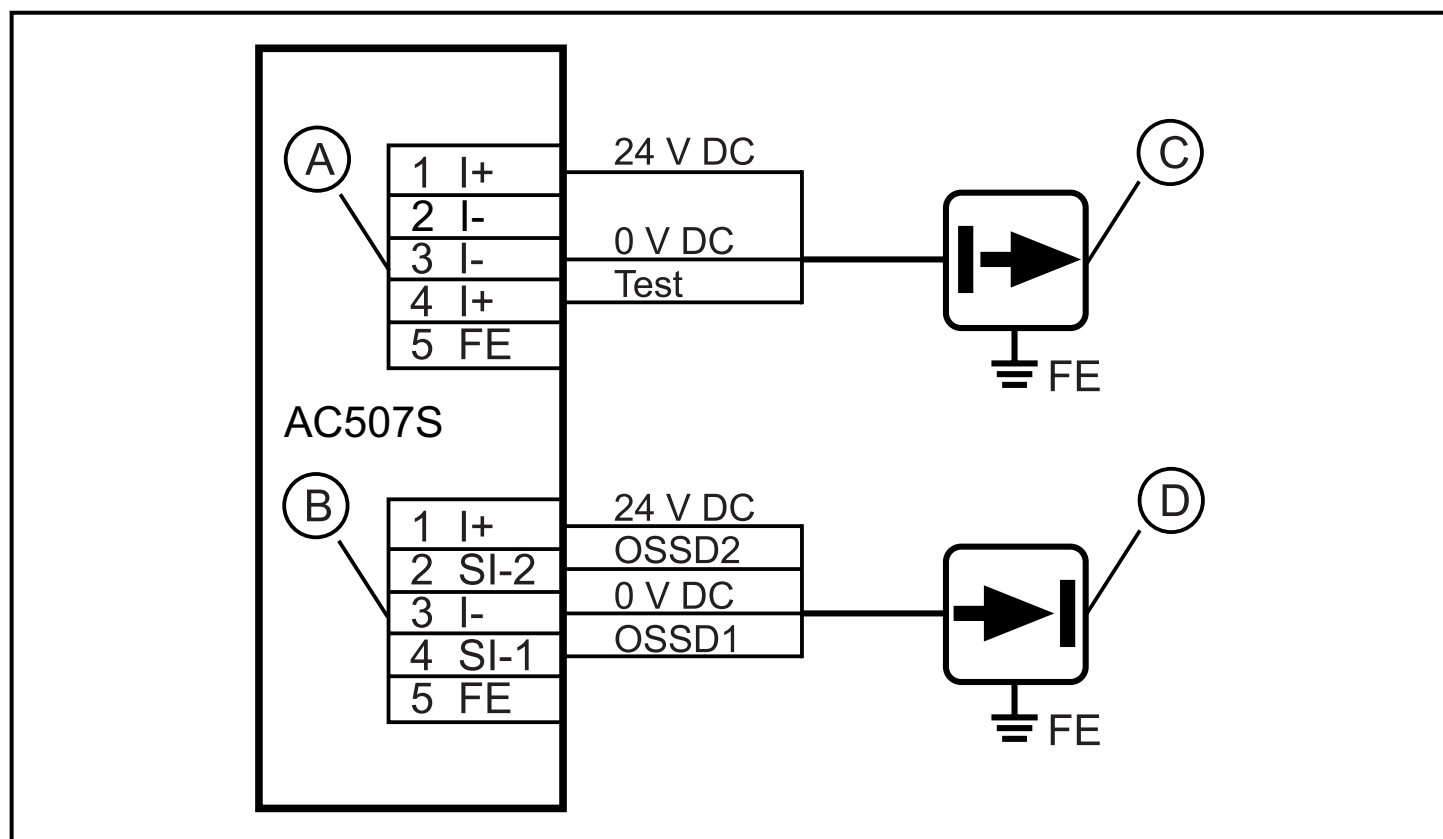 A
1 I+
2 I-
3 I-
4 I+
5 FE
24 V DC
0 V DC
Test
C
FE
AC507S
B
1 I+
2 SI-2
3 I-
4 SI-1
5 FE
24 V DC
OSSD2
0 V DC
OSSD1
D
FE